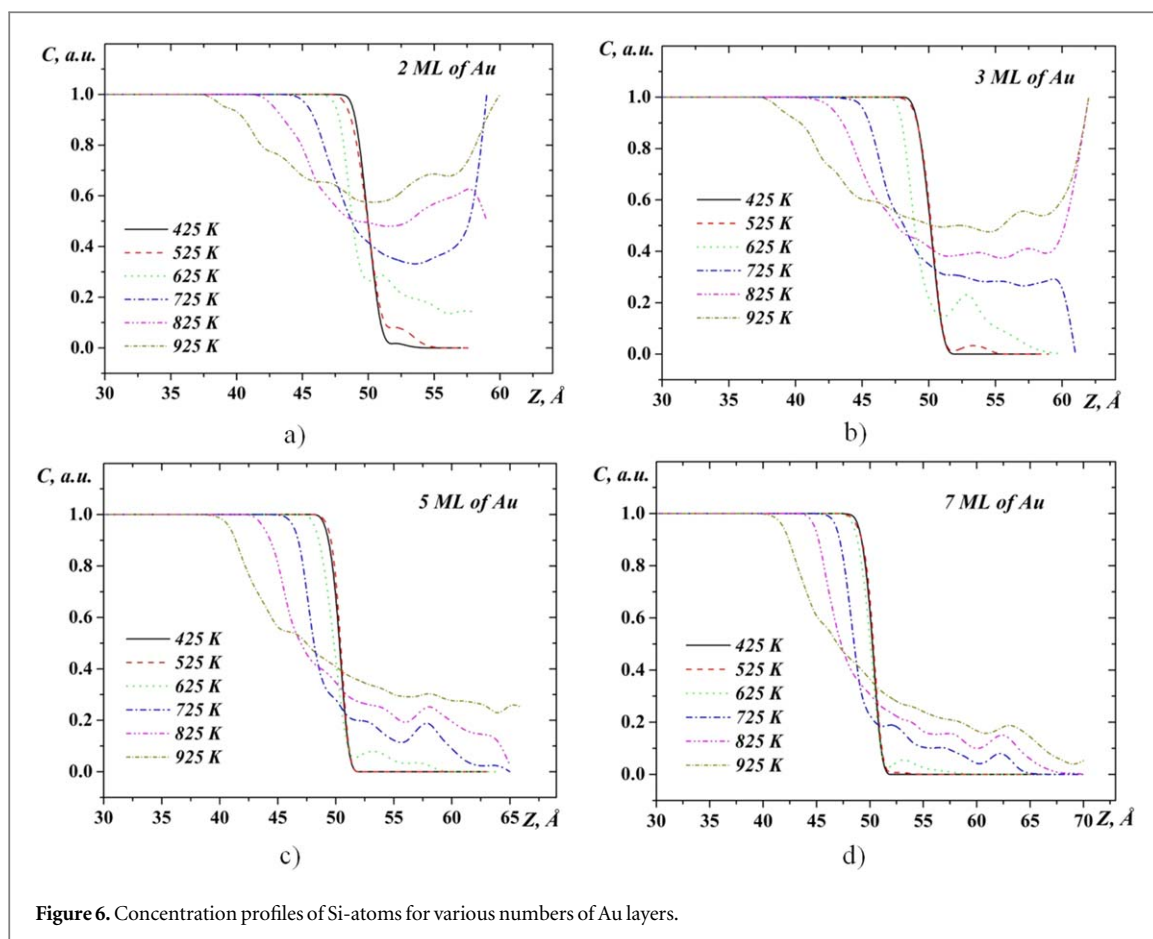 C, a.u.
2 ML of Au
1.0
0.8
0.6
0.4
0.2
0.0
425 K
525 K
625 K
725 K
825 K
925 K
30 35 40 45 50 55 60
Z, Å
a)
C, a.u.
3 ML of Au
1.0
0.8
0.6
0.4
0.2
0.0
425 K
525 K
625 K
725 K
825 K
925 K
30 35 40 45 50 55 60
Z, Å
b)
C, a.u.
5 ML of Au
1.0
0.8
0.6
0.4
0.2
0.0
425 K
525 K
625 K
725 K
825 K
925 K
30 35 40 45 50 55 60 65 Z, Å
c)
C, a.u.
7 ML of Au
1.0
0.8
0.6
0.4
0.2
0.0
425 K
525 K
625 K
725 K
825 K
925 K
30 35 40 45 50 55 60 65 70 Z, Å
d)
Figure 6. Concentration profiles of Si-atoms for various numbers of Au layers.